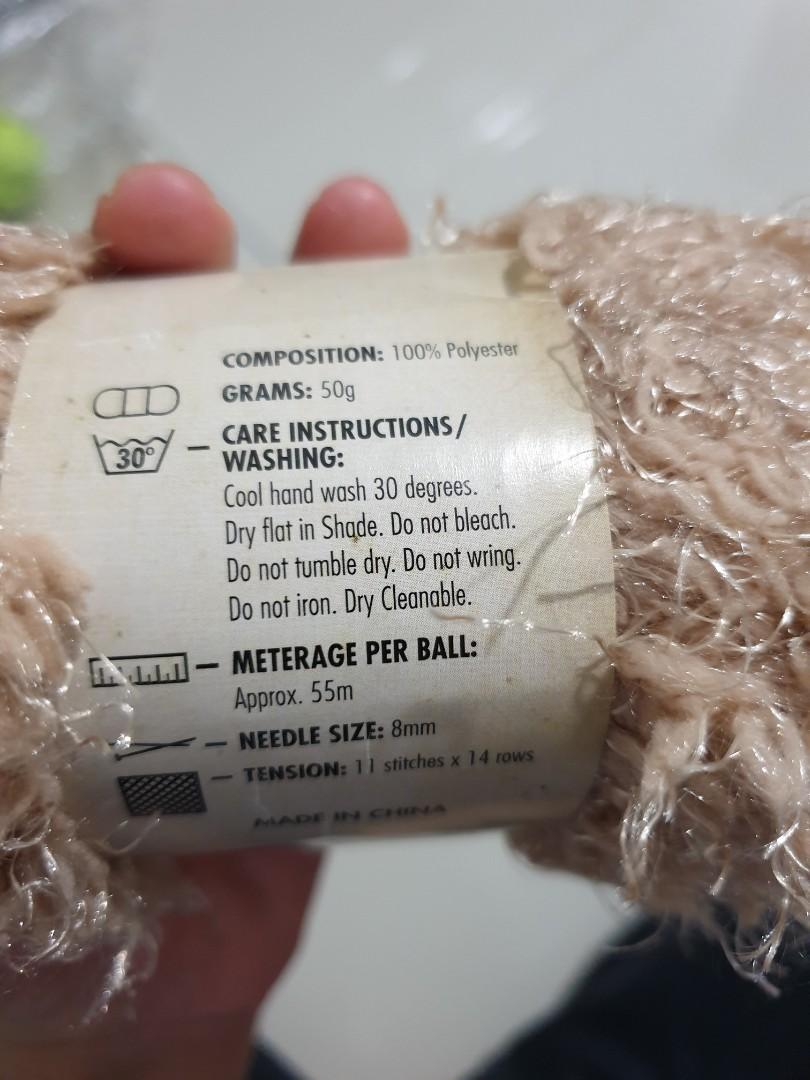 COMPOSITION: 100% Polyester
GRAMS: 50g
30°
— CARE INSTRUCTIONS/
WASHING:
Cool hand wash 30 degrees.
Dry flat in Shade. Do not bleach.
Do not tumble dry. Do not wring.
Do not iron. Dry Cleanable.
— METERAGE PER BALL:
Approx. 55m
— NEEDLE SIZE: 8mm
— TENSION: 11 stitches x 14 rows
MADE IN CHINA